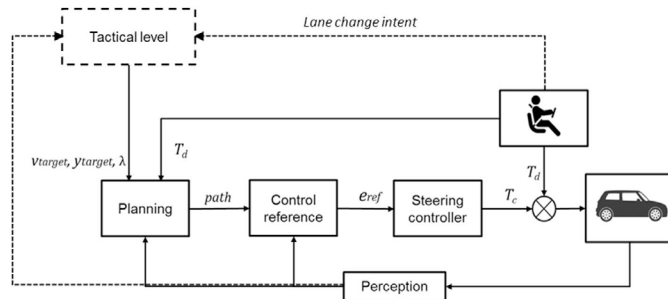 Lane change intent
Tactical level
vtarget, ytarget, λ
Td
Td
Planning
path
Control
reference
eref
Steering
controller
Tc
Perception